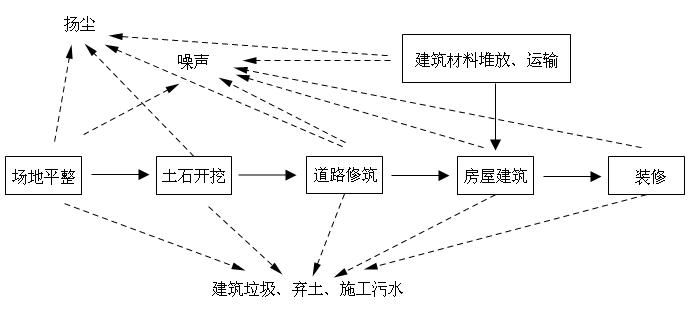 扬尘
噪声
建筑材料堆放、运输
场地平整
土石开挖
道路修筑
房屋建筑
装修
建筑垃圾、弃土、施工污水